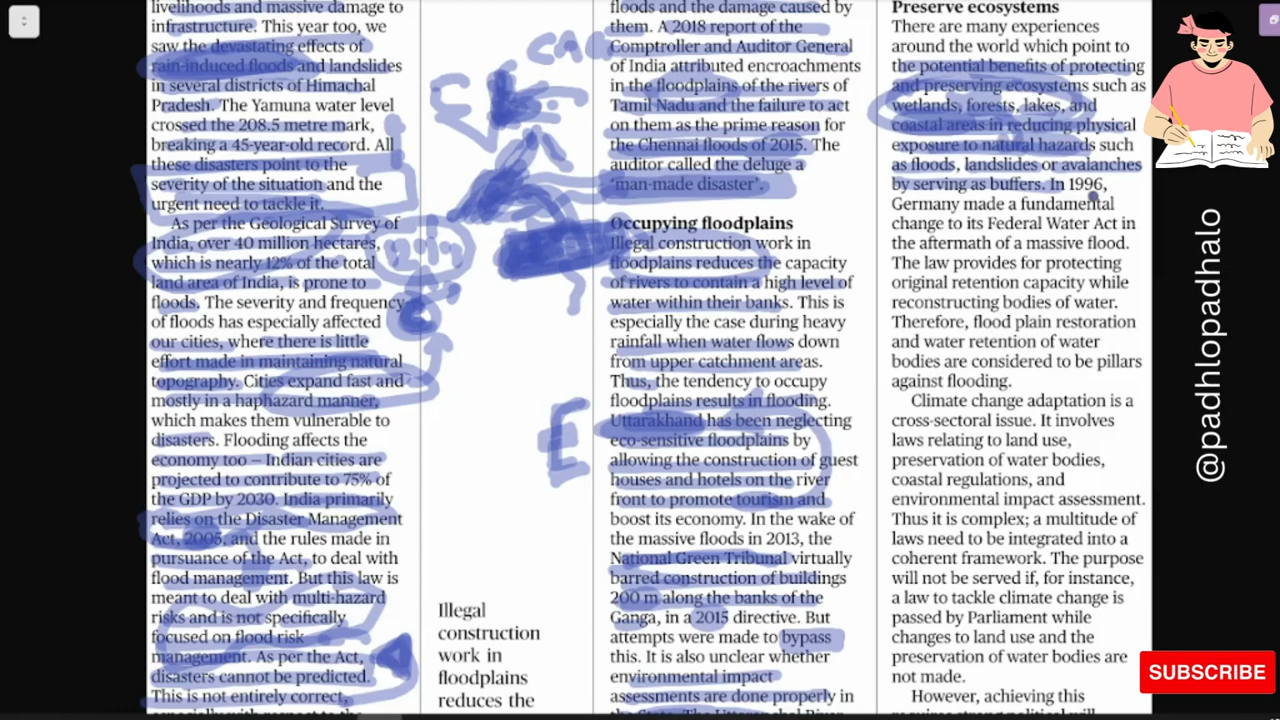 livelihoods and massive damage to
infrastructure. This year too, we
saw the devastating effects of
rain-induced floods and landslides
in several districts of Himachal
Pradesh. The Yamuna water level
crossed the 208.5 metre mark,
breaking a 45-year-old record. All
these disasters point to the
severity of the situation and the
urgent need to tackle it.
As per the Geological Survey of
India, over 40 million hectares,
which is nearly 12% of the total
land area of India, is prone to
floods. The severity and frequency
of floods has especially affected
our cities, where there is little
effort made in maintaining natural
topography. Cities expand fast and
mostly in a haphazard manner,
which makes them vulnerable to
disasters. Flooding affects the
economy too — Indian cities are
projected to contribute to 75% of
the GDP by 2030. India primarily
relies on the Disaster Management
Act, 2005, and the rules made in
pursuance of the Act, to deal with
flood management. But this law is
meant to deal with multi-hazard
risks and is not specifically
focused on flood risk
management. As per the Act,
disasters cannot be predicted.
This is not entirely correct,
CAG
12%
Illegal
construction
work in
floodplains
reduces the
floods and the damage caused by
them. A 2018 report of the
Comptroller and Auditor General
of India attributed encroachments
in the floodplains of the rivers of
Tamil Nadu and the failure to act
on them as the prime reason for
the Chennai floods of 2015. The
auditor called the deluge a
‘man-made disaster’.
Occupying floodplains
Illegal construction work in
floodplains reduces the capacity
of rivers to contain a high level of
water within their banks. This is
especially the case during heavy
rainfall when water flows down
from upper catchment areas.
Thus, the tendency to occupy
floodplains results in flooding.
Uttarakhand has been neglecting
eco-sensitive floodplains by
allowing the construction of guest
houses and hotels on the river
front to promote tourism and
boost its economy. In the wake of
the massive floods in 2013, the
National Green Tribunal virtually
barred construction of buildings
200 m along the banks of the
Ganga, in a 2015 directive. But
attempts were made to bypass
this. It is also unclear whether
environmental impact
assessments are done properly in
Preserve ecosystems
There are many experiences
around the world which point to
the potential benefits of protecting
and preserving ecosystems such as
wetlands, forests, lakes, and
coastal areas in reducing physical
exposure to natural hazards such
as floods, landslides or avalanches
by serving as buffers. In 1996,
Germany made a fundamental
change to its Federal Water Act in
the aftermath of a massive flood.
The law provides for protecting
original retention capacity while
reconstructing bodies of water.
Therefore, flood plain restoration
and water retention of water
bodies are considered to be pillars
against flooding.
Climate change adaptation is a
cross-sectoral issue. It involves
laws relating to land use,
preservation of water bodies,
coastal regulations, and
environmental impact assessment.
Thus it is complex; a multitude of
laws need to be integrated into a
coherent framework. The purpose
will not be served if, for instance,
a law to tackle climate change is
passed by Parliament while
changes to land use and the
preservation of water bodies are
not made.
However, achieving this
@padhlopadhalo
SUBSCRIBE